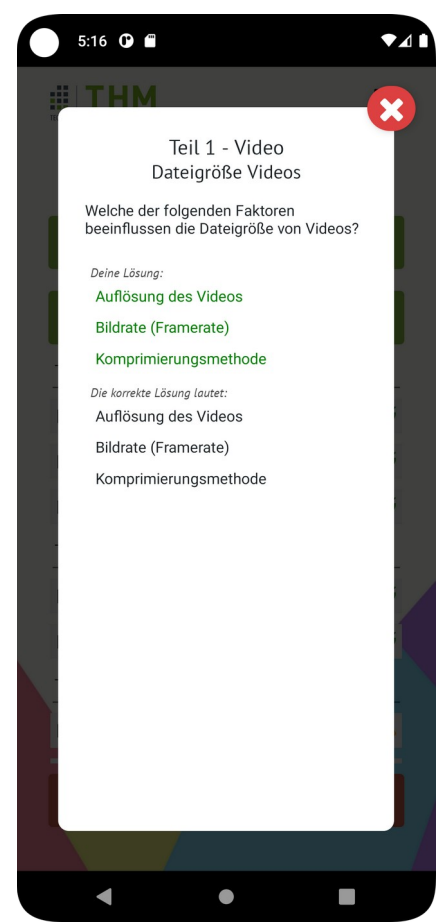 5:16
THM
Teil 1 - Video
Dateigröße Videos
Welche der folgenden Faktoren
beeinflussen die Dateigröße von Videos?
Deine Lösung:
Auflösung des Videos
Bildrate (Framerate)
Komprimierungsmethode
Die korrekte Lösung lautet:
Auflösung des Videos
Bildrate (Framerate)
Komprimierungsmethode